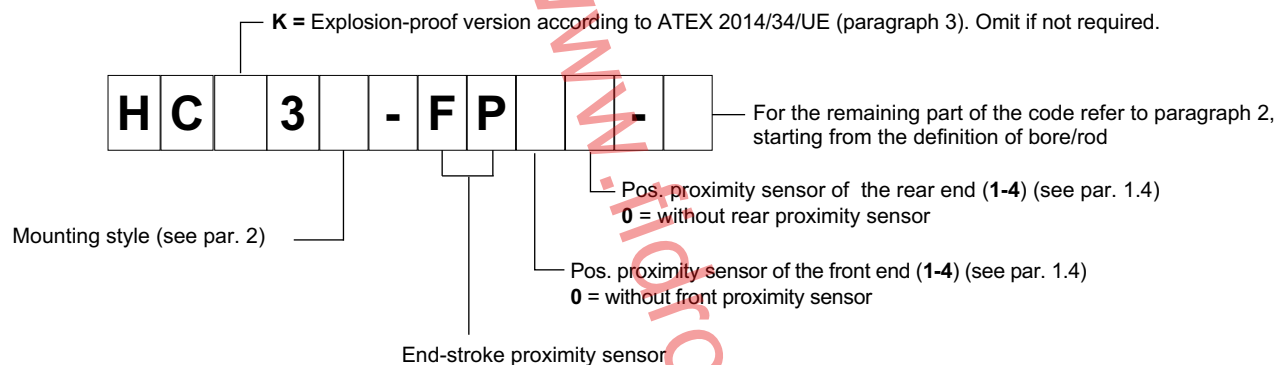 K = Explosion-proof version according to ATEX 2014/34/UE (paragraph 3). Omit if not required.
H C 3 - F P -
For the remaining part of the code refer to paragraph 2,
starting from the definition of bore/rod
Pos. proximity sensor of the rear end (1-4) (see par. 1.4)
0 = without rear proximity sensor
Mounting style (see par. 2)
Pos. proximity sensor of the front end (1-4) (see par. 1.4)
0 = without front proximity sensor
End-stroke proximity sensor